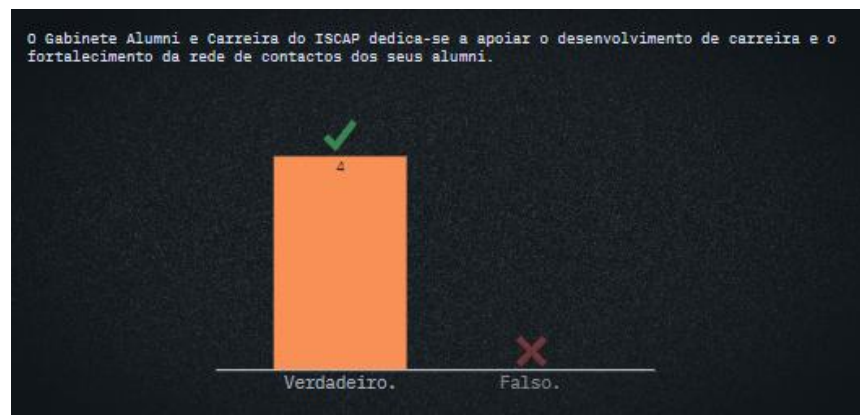 O Gabinete Alumni e Carreira do ISCAP dedica-se a apoiar o desenvolvimento de carreira e o
fortalecimento da rede de contactos dos seus alumni.
4
Verdadeiro.
Falso.